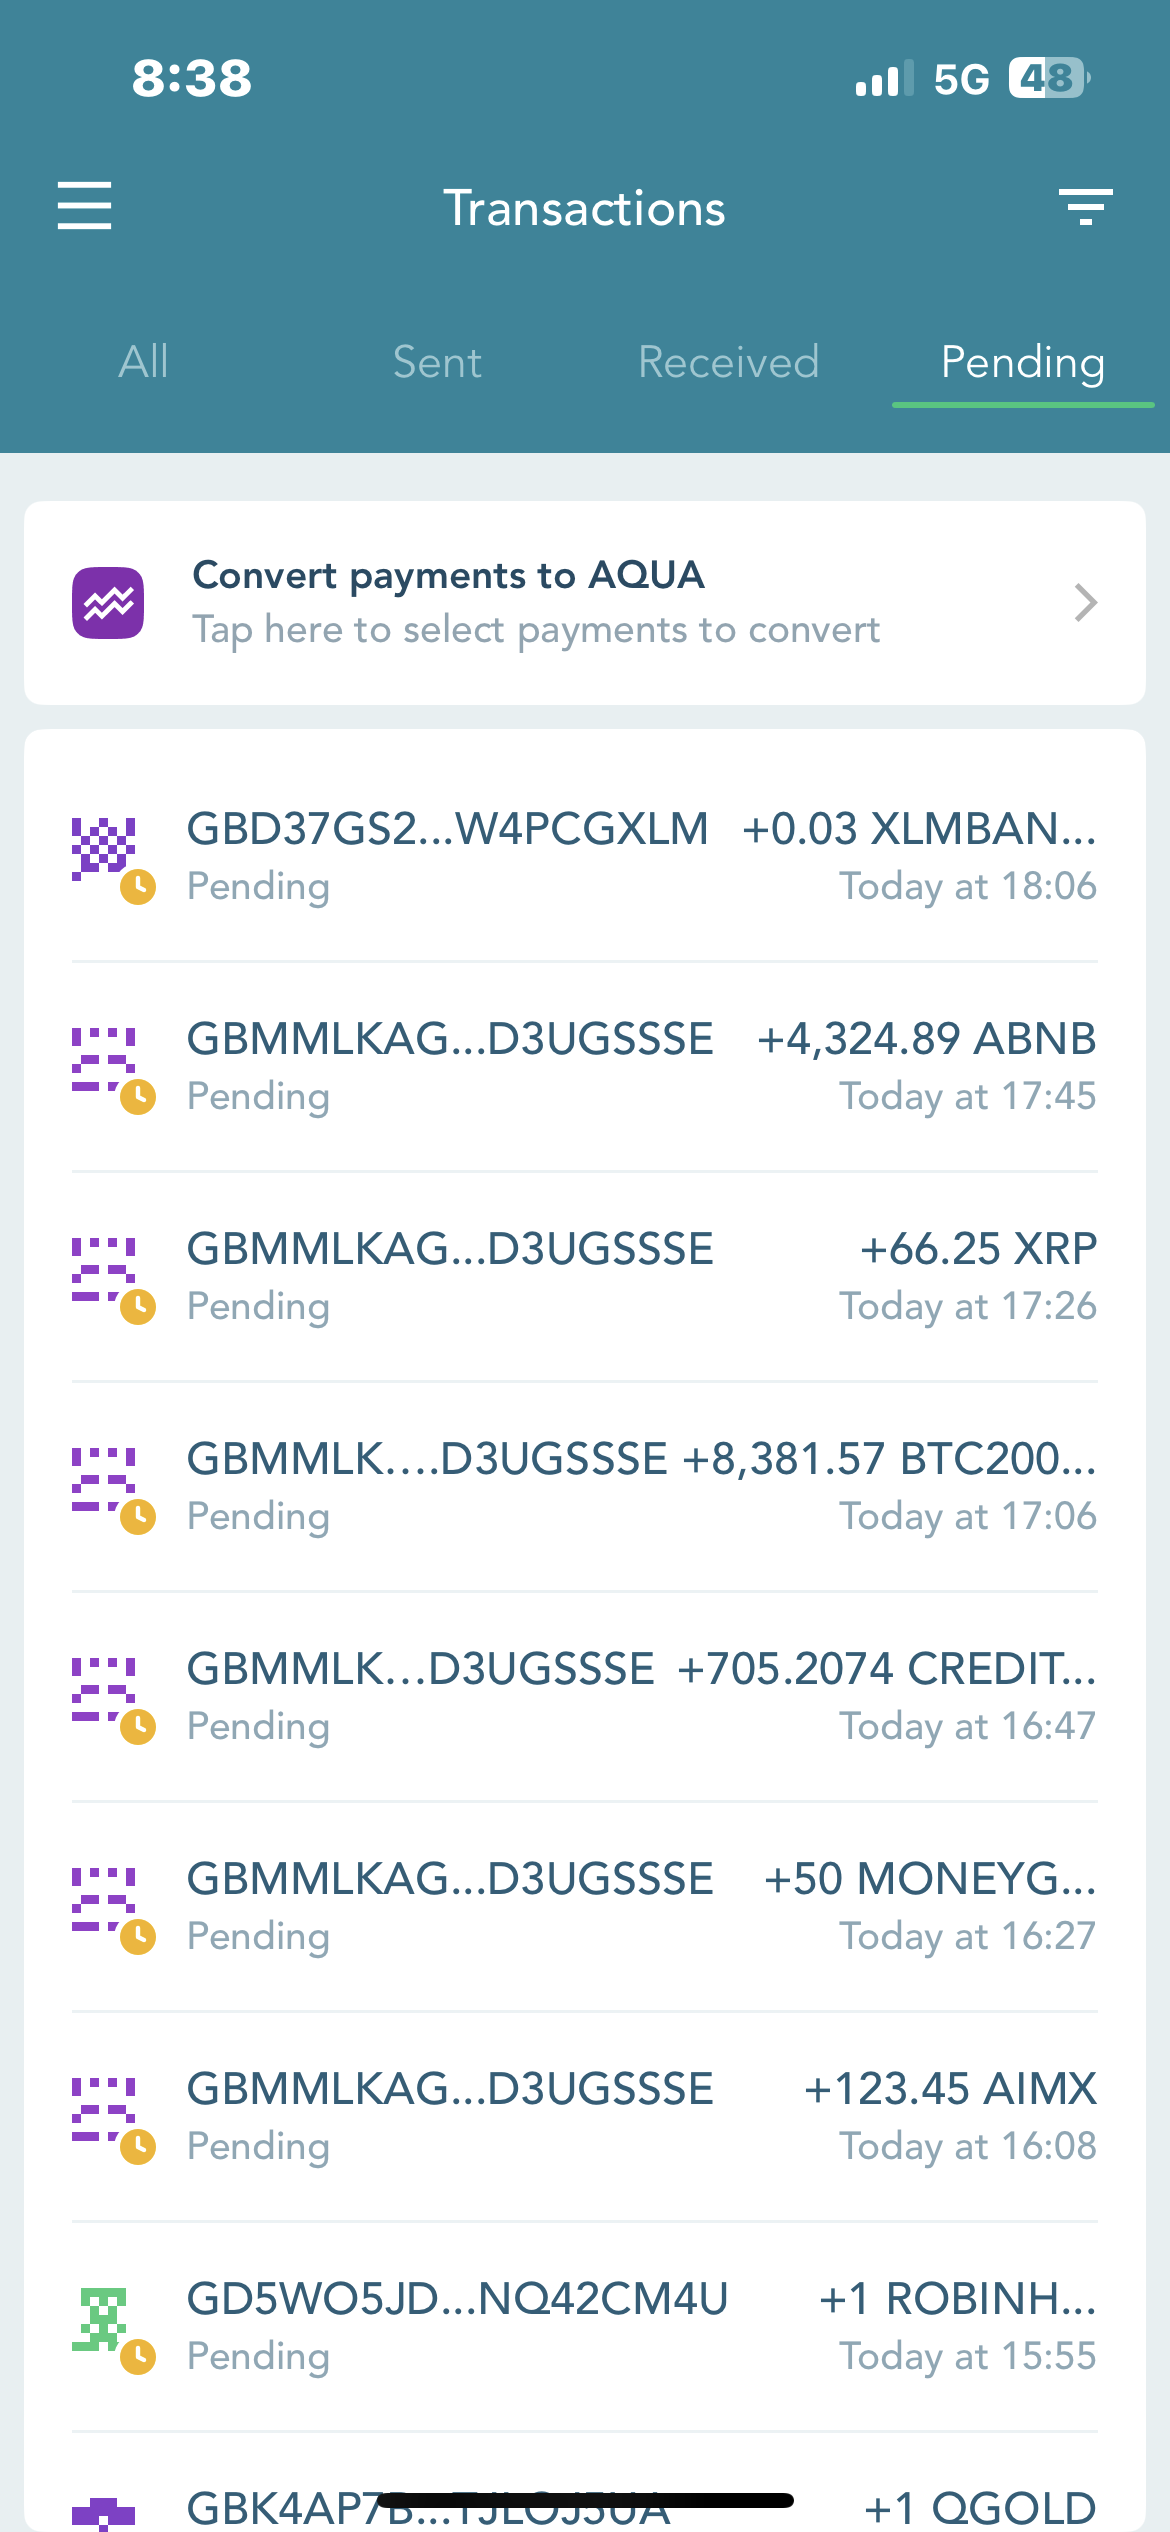 8:38
5G 48
Transactions
All Sent Received Pending
Convert payments to AQUA
Tap here to select payments to convert
GBD37GS2...W4PCGXLM +0.03 XLMBAN...
Pending Today at 18:06
GBMMLKAG...D3UGSSSE +4,324.89 ABNB
Pending Today at 17:45
GBMMLKAG...D3UGSSSE +66.25 XRP
Pending Today at 17:26
GBMMLK....D3UGSSSE +8,381.57 BTC200...
Pending Today at 17:06
GBMMLK...D3UGSSSE +705.2074 CREDIT...
Pending Today at 16:47
GBMMLKAG...D3UGSSSE +50 MONEYG...
Pending Today at 16:27
GBMMLKAG...D3UGSSSE +123.45 AIMX
Pending Today at 16:08
GD5WO5JD...NQ42CM4U +1 ROBINH...
Pending Today at 15:55
GBK4AP7B...TJLOJ5UA +1 QGOLD